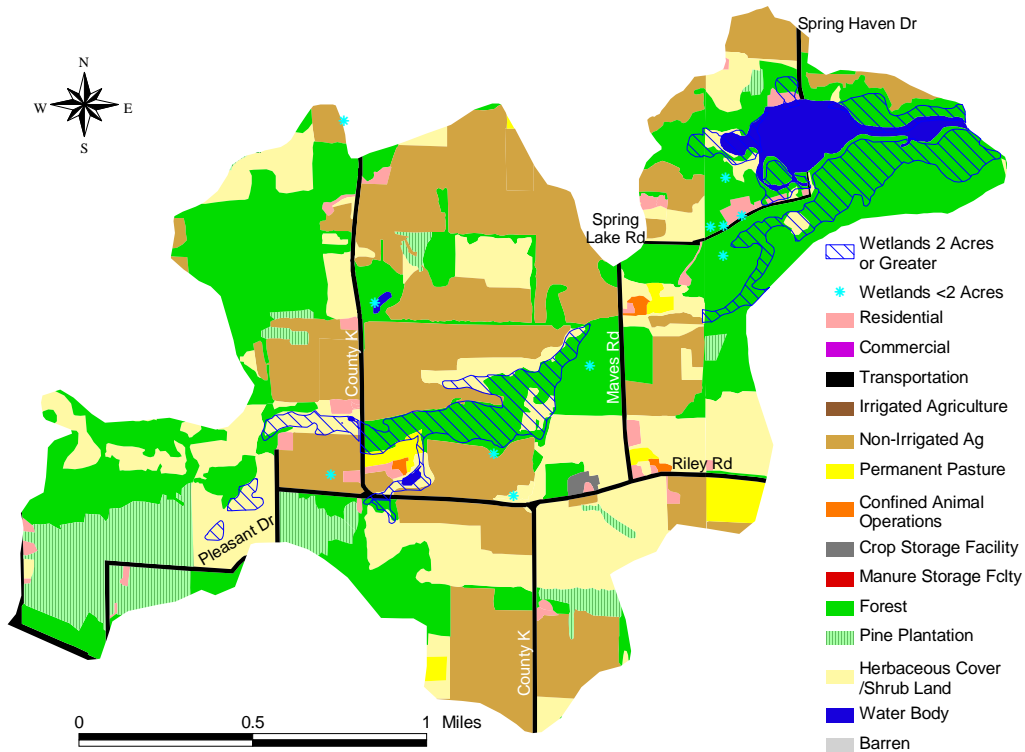 Spring Haven Dr
N
W
E
S
Spring
Lake Rd
Wetlands 2 Acres
or Greater
Wetlands <2 Acres
Residential
Commercial
Transportation
Irrigated Agriculture
Non-Irrigated Ag
Permanent Pasture
Confined Animal
Operations
Crop Storage Facility
Manure Storage Fclty
Forest
Pine Plantation
Herbaceous Cover
/Shrub Land
Water Body
Barren
County K
Mayes Rd
Riley Rd
Pleasant Dr
County K
0 0.5 1 Miles